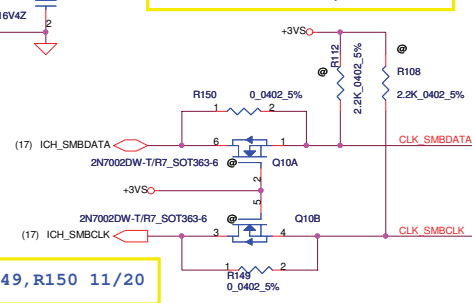 16V4Z
2
+3VS
@
R112
2.2K_0402_5%
@
R108
2.2K_0402_5%
R150
0_0402_5%
1
2
(17) ICH_SMBDATA
6
1
CLK_SMBDATA
2N7002DW-T/R7_SOT363-6
@
Q10A
2
+3VS
5
2N7002DW-T/R7_SOT363-6
@
Q10B
(17) ICH_SMBCLK
3
4
CLK_SMBCLK
1
2
R149
0_0402_5%
49,R150 11/20